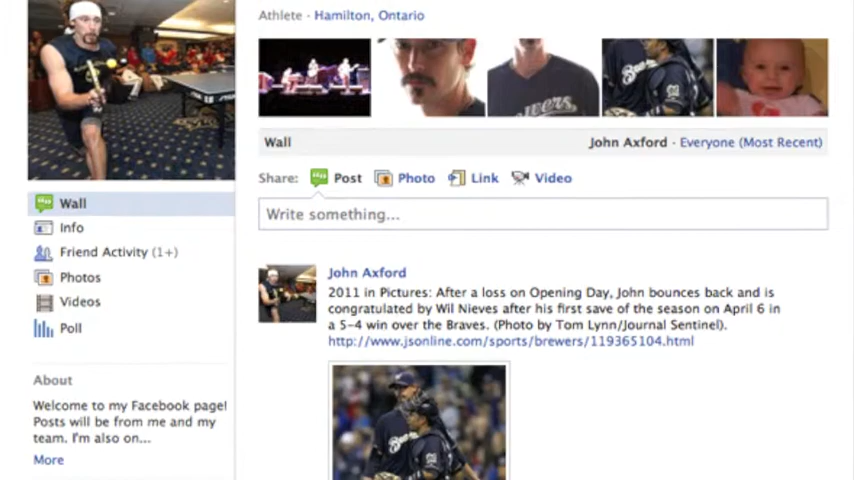 Athlete · Hamilton, Ontario
Wall
John Axford · Everyone (Most Recent)
Share: Post Photo Link Video
Write something...
Wall
Info
Friend Activity (1+)
Photos
Videos
Poll
About
Welcome to my Facebook page!
Posts will be from me and my
team. I'm also on...
More
John Axford
2011 in Pictures: After a loss on Opening Day, John bounces back and is
congratulated by Wil Nieves after his first save of the season on April 6 in
a 5-4 win over the Braves. (Photo by Tom Lynn/Journal Sentinel).
http://www.jsonline.com/sports/brewers/119365104.html